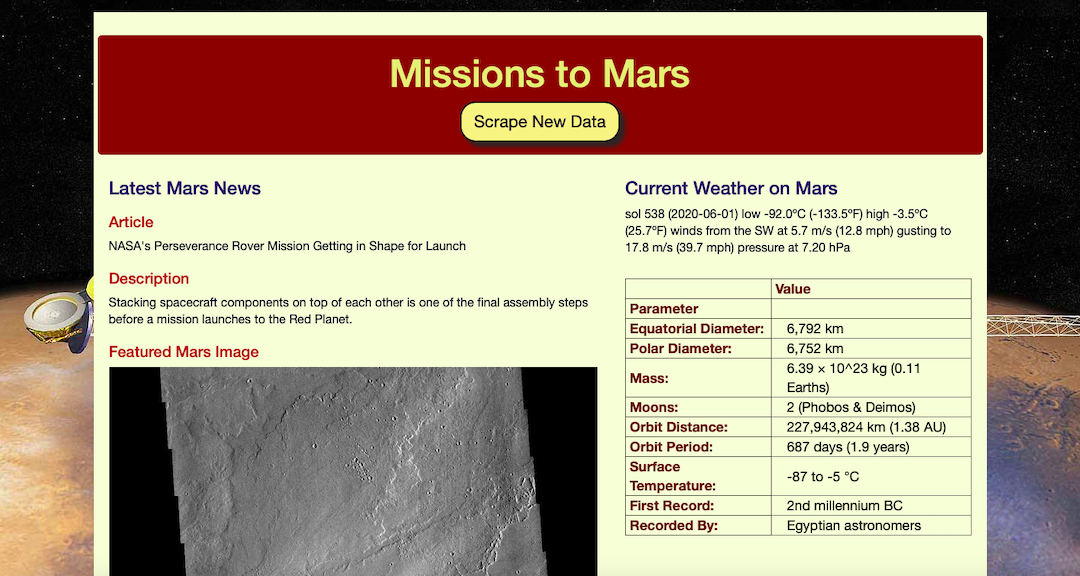 Missions to Mars
Scrape New Data
Latest Mars News
Article
NASA's Perseverance Rover Mission Getting in Shape for Launch
Description
Stacking spacecraft components on top of each other is one of the final assembly steps
before a mission launches to the Red Planet.
Featured Mars Image
Current Weather on Mars
sol 538 (2020-06-01) low -92.0ºC (-133.5ºF) high -3.5ºC
(25.7ºF) winds from the SW at 5.7 m/s (12.8 mph) gusting to
17.8 m/s (39.7 mph) pressure at 7.20 hPa
Value
Parameter
Equatorial Diameter: 6,792 km
Polar Diameter: 6,752 km
Mass: 6.39 × 10^23 kg (0.11
Earths)
Moons: 2 (Phobos & Deimos)
Orbit Distance: 227,943,824 km (1.38 AU)
Orbit Period: 687 days (1.9 years)
Surface
Temperature: -87 to -5 °C
First Record: 2nd millennium BC
Recorded By: Egyptian astronomers